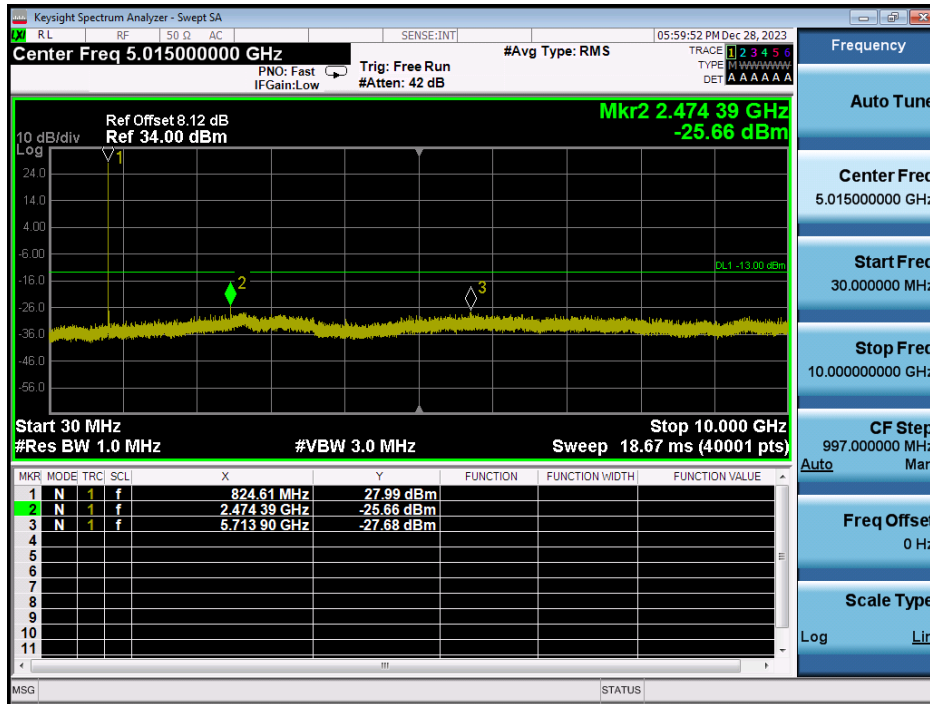 Keysight Spectrum Analyzer - Swept SA
LXI RL RF 50 Ω AC SENSE:INT 05:59:52 PM Dec 28, 2023
Center Freq 5.015000000 GHz
PNO: Fast
IFGain:Low
Trig: Free Run
#Atten: 42 dB
#Avg Type: RMS
TRACE 1 2 3 4 5 6
TYPE M WWWWW
DET A A A A A A
Mkr2 2.474 39 GHz
-25.66 dBm
Ref Offset 8.12 dB
10 dB/div Ref 34.00 dBm
Log
1
24.0
14.0
4.00
-6.00
DL1 -13.00 dBm
-16.0
2
3
-26.0
-36.0
-46.0
-56.0
Start 30 MHz Stop 10.000 GHz
#Res BW 1.0 MHz #VBW 3.0 MHz Sweep 18.67 ms (40001 pts)
MKR MODE TRC SCL X Y FUNCTION FUNCTION WIDTH FUNCTION VALUE
1 N 1 f 824.61 MHz 27.99 dBm
2 N 1 f 2.474 39 GHz -25.66 dBm
3 N 1 f 5.713 90 GHz -27.68 dBm
4
5
6
7
8
9
10
11
MSG STATUS
Frequency
Auto Tune
Center Freq
5.015000000 GHz
Start Freq
30.000000 MHz
Stop Freq
10.000000000 GHz
CF Step
997.000000 MHz
Auto Man
Freq Offset
0 Hz
Scale Type
Log Lin